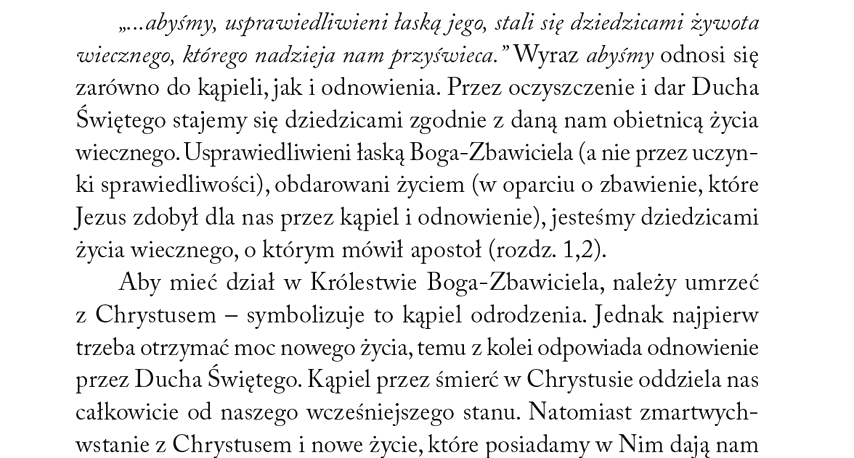 „...abyśmy, usprawiedliwieni łaską jego, stali się dziedzicami żywota
wiecznego, którego nadzieja nam przyświeca.” Wyraz abyśmy odnosi się
zarówno do kąpieli, jak i odnowienia. Przez oczyszczenie i dar Ducha
Świętego stajemy się dziedzicami zgodnie z daną nam obietnicą życia
wiecznego. Usprawiedliwieni łaską Boga-Zbawiciela (a nie przez uczyn-
ki sprawiedliwości), obdarowani życiem (w oparciu o zbawienie, które
Jezus zdobył dla nas przez kąpiel i odnowienie), jesteśmy dziedzicami
życia wiecznego, o którym mówił apostoł (rozdz. 1,2).
Aby mieć dział w Królestwie Boga-Zbawiciela, należy umrzeć
z Chrystusem – symbolizuje to kąpiel odrodzenia. Jednak najpierw
trzeba otrzymać moc nowego życia, temu z kolei odpowiada odnowienie
przez Ducha Świętego. Kąpiel przez śmierć w Chrystusie oddziela nas
całkowicie od naszego wcześniejszego stanu. Natomiast zmartwych-
wstanie z Chrystusem i nowe życie, które posiadamy w Nim dają nam